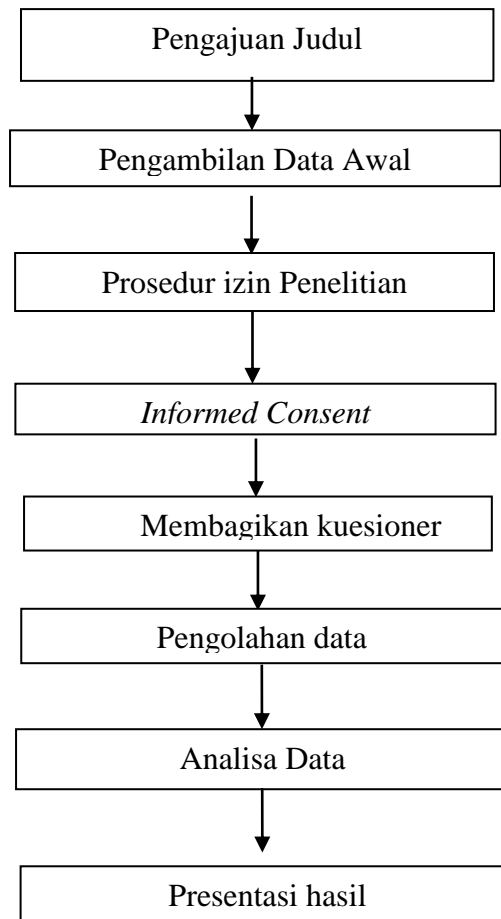 Pengajuan Judul
Pengambilan Data Awal
Prosedur izin Penelitian
Informed Consent
Membagikan kuesioner
Pengolahan data
Analisa Data
Presentasi hasil